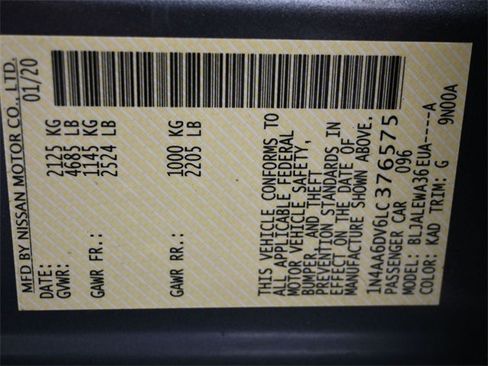 MFD BY NISSAN MOTOR CO., LTD.
DATE: 01/20
GVWR: 2125 KG
4685 LB
GAWR FR: 1145 KG
2524 LB
GAWR RR: 1000 KG
2205 LB
THIS VEHICLE CONFORMS TO
ALL APPLICABLE FEDERAL
MOTOR VEHICLE SAFETY,
BUMPER, AND THEFT
PREVENTION STANDARDS IN
EFFECT ON THE DATE OF
MANUFACTURE SHOWN ABOVE.
1N4AA6DV6LC376575
PASSENGER CAR 096
MODEL: BLJALEWA36EUA----A
COLOR: KAD TRIM: G 9N00A